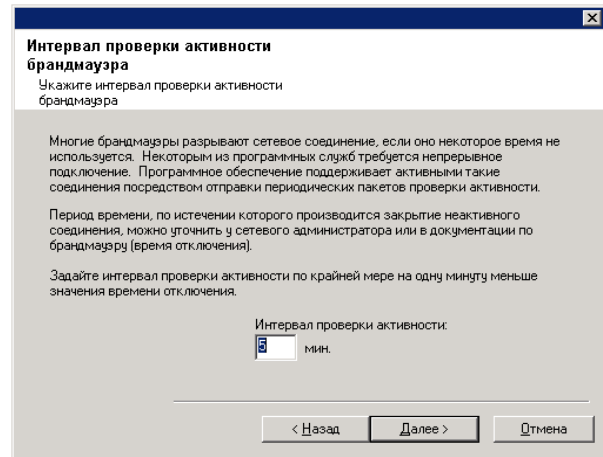 Интервал проверки активности
брандмауэра
Укажите интервал проверки активности
брандмауэра
Многие брандмауэры разрывают сетевое соединение, если оно некоторое время не
используется. Некоторым из программных служб требуется непрерывное
подключение. Программное обеспечение поддерживает активными такие
соединения посредством отправки периодических пакетов проверки активности.
Период времени, по истечении которого производится закрытие неактивного
соединения, можно уточнить у сетевого администратора или в документации по
брандмауэру (время отключения).
Задайте интервал проверки активности по крайней мере на одну минуту меньше
значения времени отключения.
Интервал проверки активности:
5 мин.
< Назад Далее > Отмена